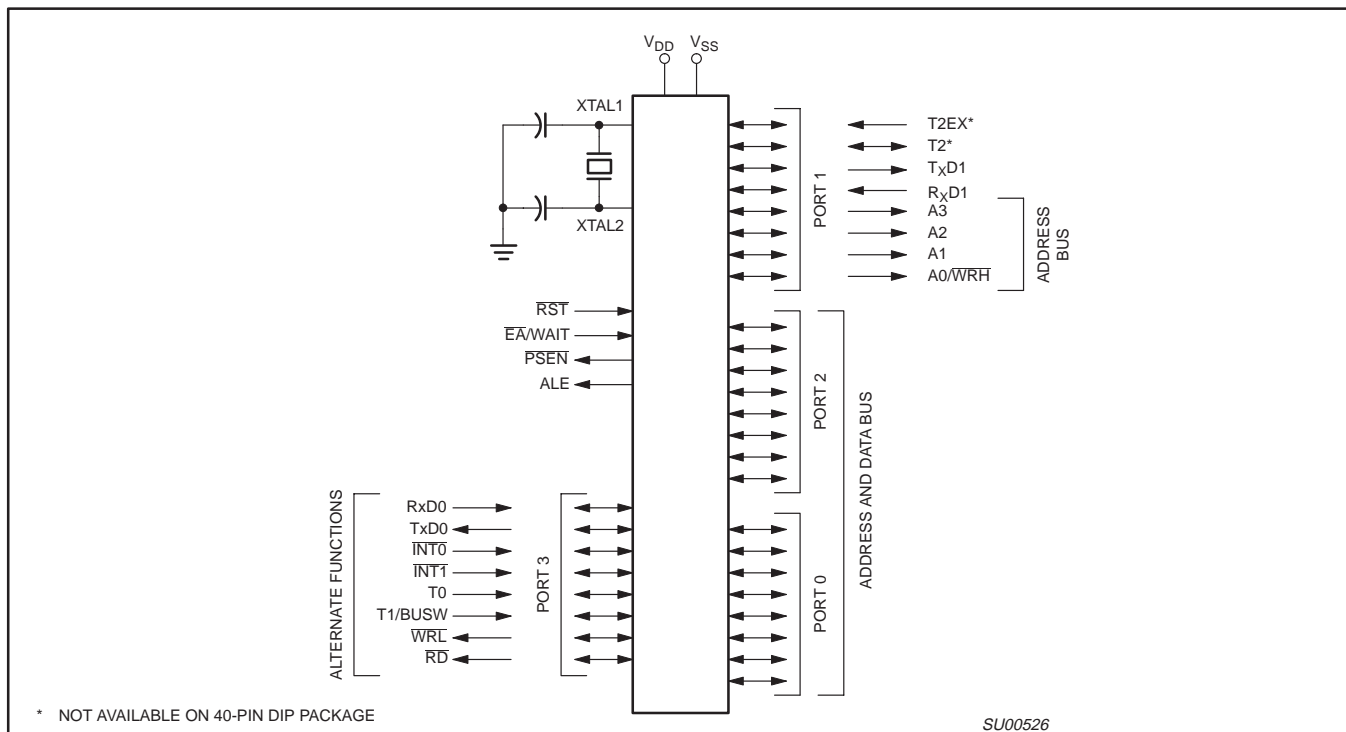 VDD VSS
XTAL1
XTAL2
RST
EA/WAIT
PSEN
ALE
PORT 1
T2EX*
T2*
TXD1
RXD1
A3
A2
A1
A0/WRH
ADDRESS
BUS
PORT 2
ADDRESS AND DATA BUS
PORT 0
ALTERNATE FUNCTIONS
RxD0
TxD0
INT0
INT1
T0
T1/BUSW
WRL
RD
PORT 3
* NOT AVAILABLE ON 40-PIN DIP PACKAGE
SU00526